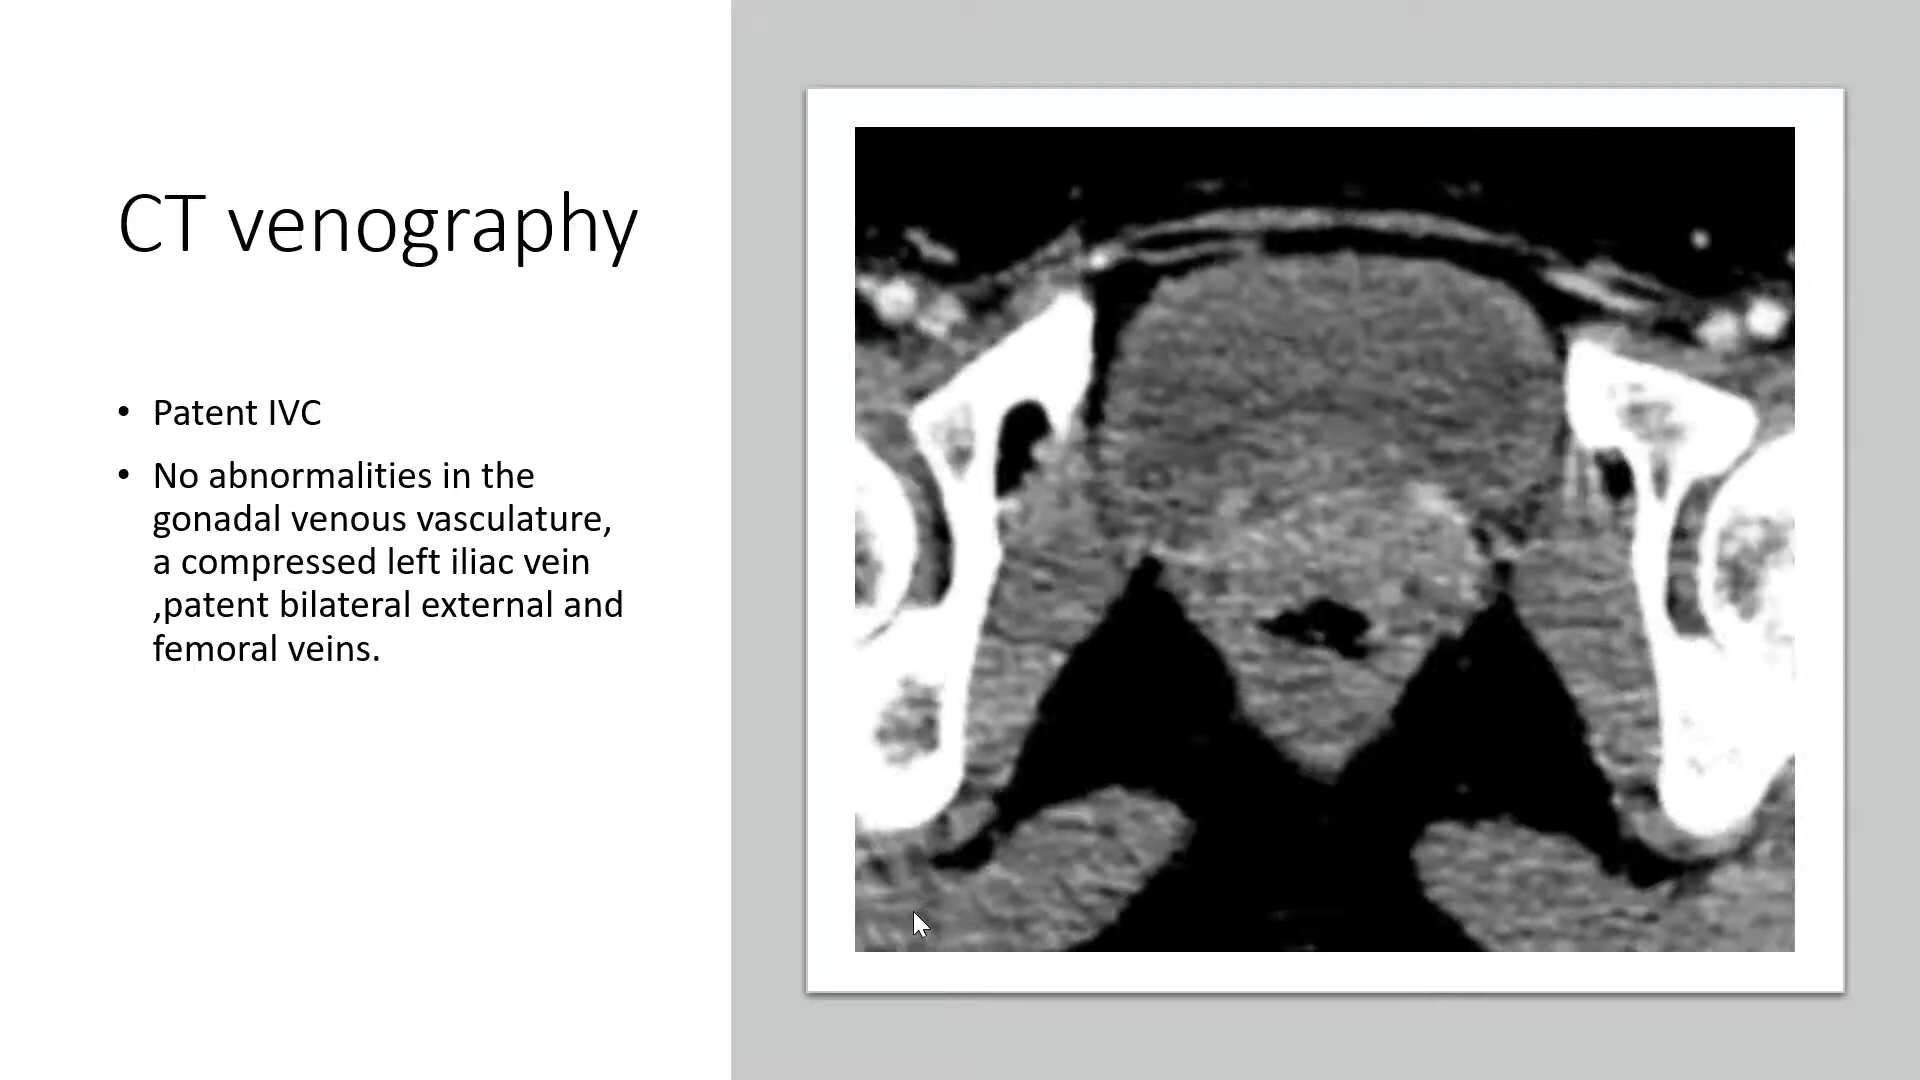 CT venography
• Patent IVC
• No abnormalities in the
gonadal venous vasculature,
a compressed left iliac vein
,patent bilateral external and
femoral veins.